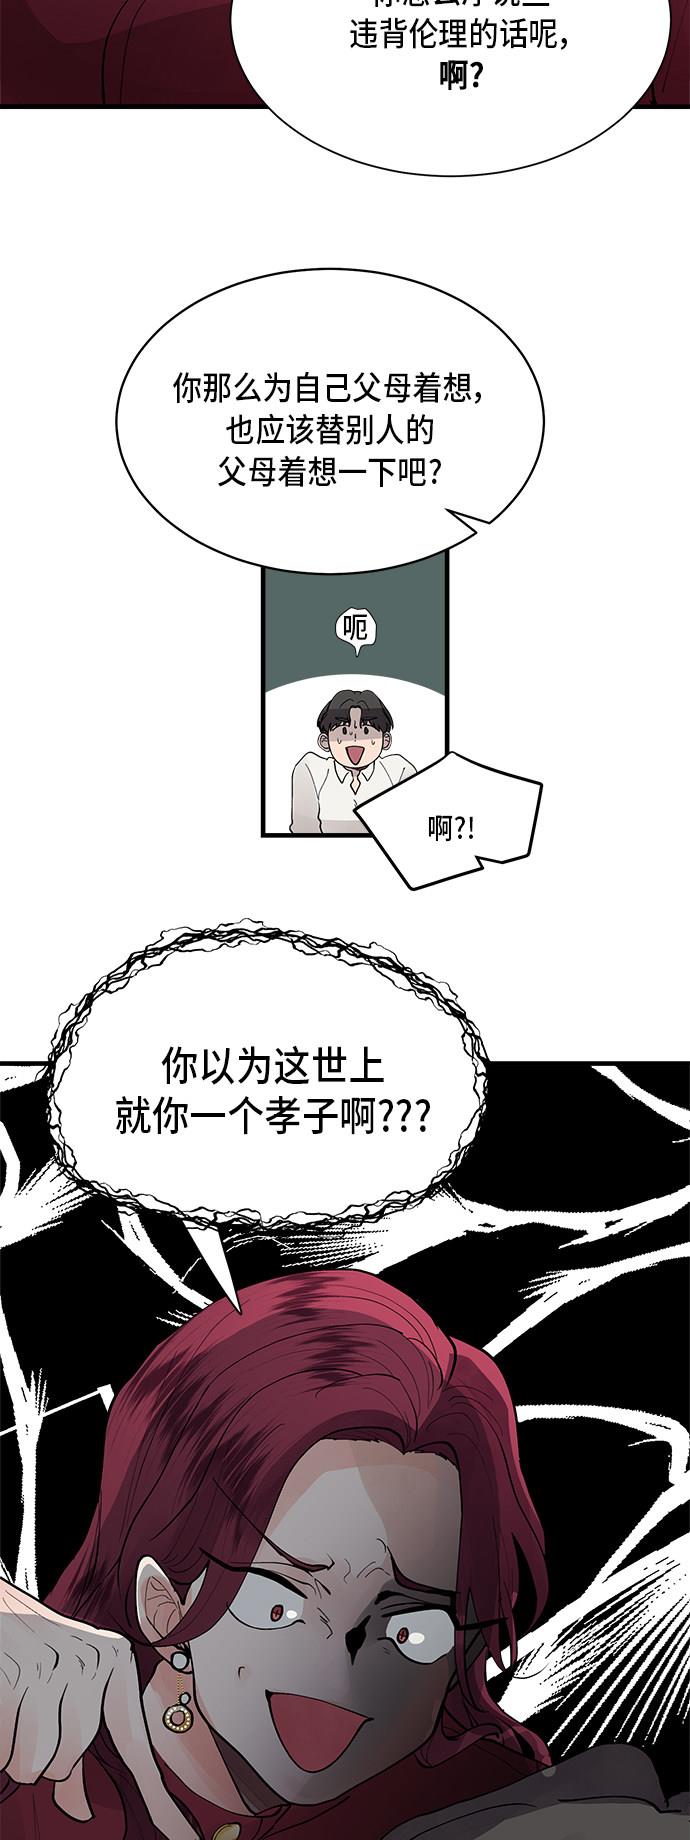 违背伦理的话呢，
啊？
你那么为自己父母着想，
也应该替别人的
父母着想一下吧？
呃
啊？！
你以为这世上
就你一个孝子啊？？？